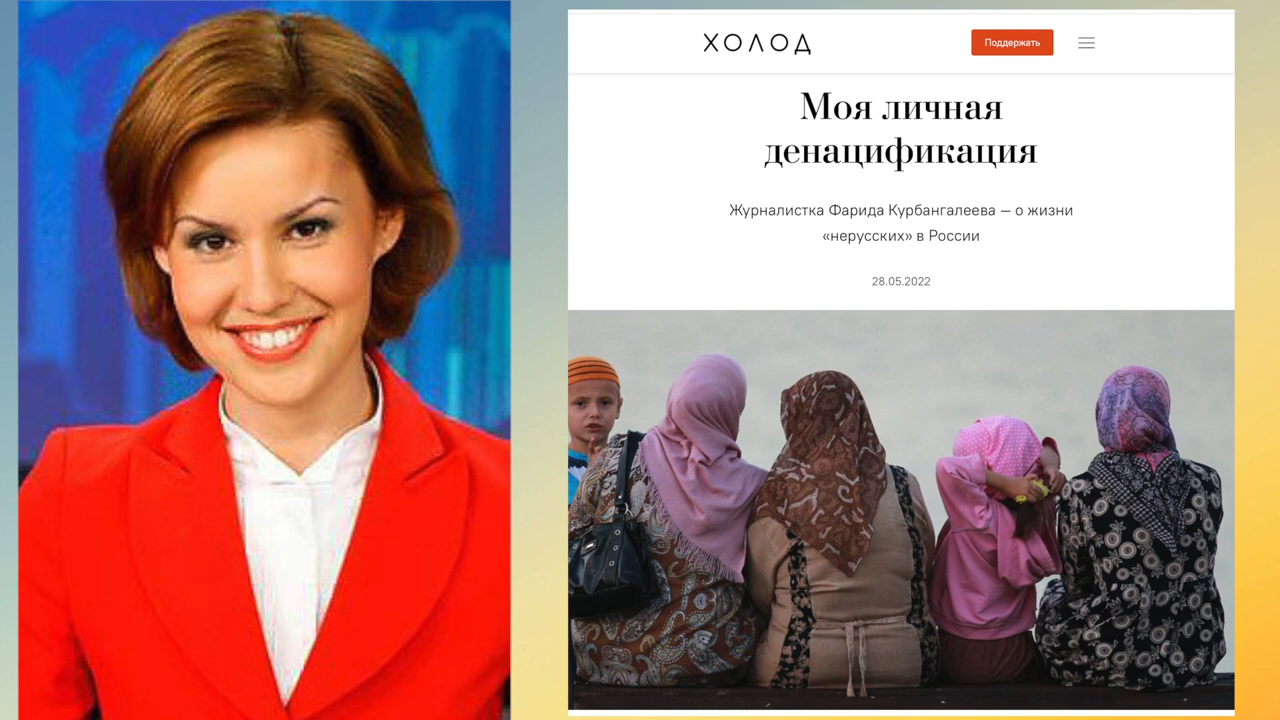 ХОЛОД
Поддержать
Моя личная
денацификация
Журналистка Фарида Курбангалеева — о жизни
«нерусских» в России
28.05.2022